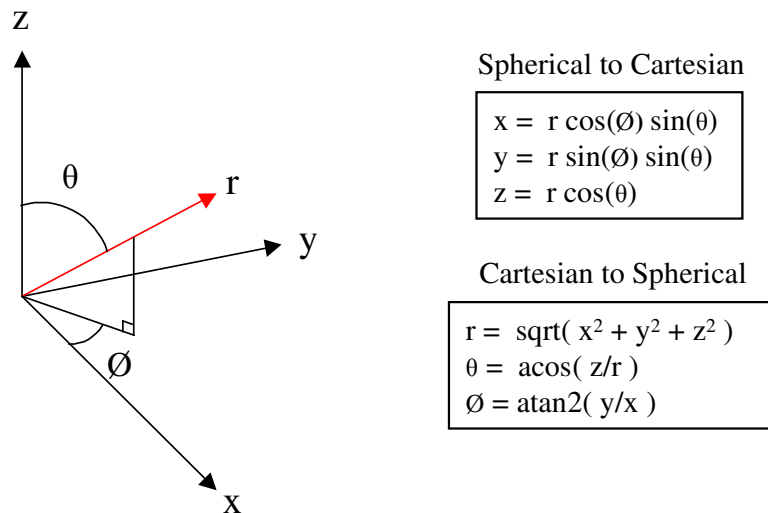 z
θ
r
y
Ø
x
Spherical to Cartesian
x = r cos(Ø) sin(θ)
y = r sin(Ø) sin(θ)
z = r cos(θ)
Cartesian to Spherical
r = sqrt( x² + y² + z² )
θ = acos( z/r )
Ø = atan2( y/x )